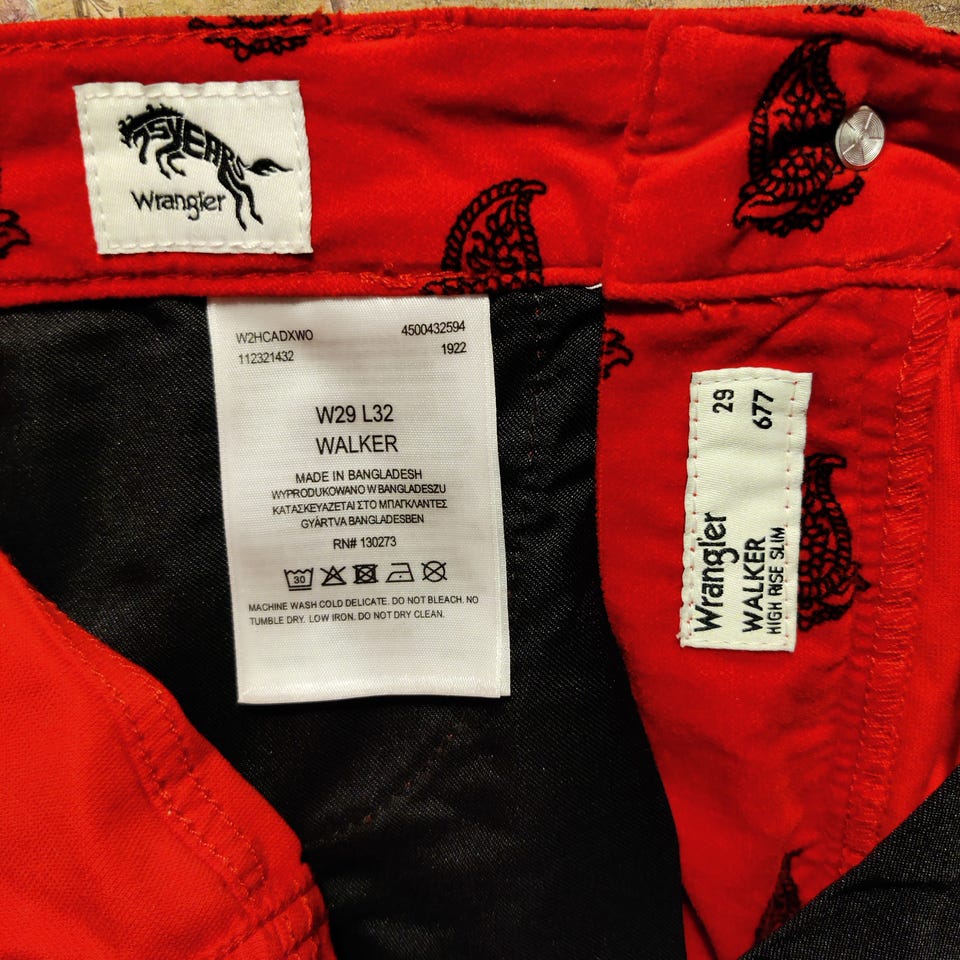 75 YEARS
Wrangler
W2HCADXWO 4500432594
112321432 1922
W29 L32
WALKER
MADE IN BANGLADESH
WYPRODUKOWANO W BANGLADESZU
ΚΑΤΑΣΚΕΥΑΖΕΤΑΙ ΣΤΟ ΜΠΑΓΚΛΑΝΤΕΣ
GYÁRTVA BANGLADESBEN
RN# 130273
30
MACHINE WASH COLD DELICATE. DO NOT BLEACH. NO
TUMBLE DRY. LOW IRON. DO NOT DRY CLEAN.
Wrangler 29
WALKER 677
HIGH RISE SLIM